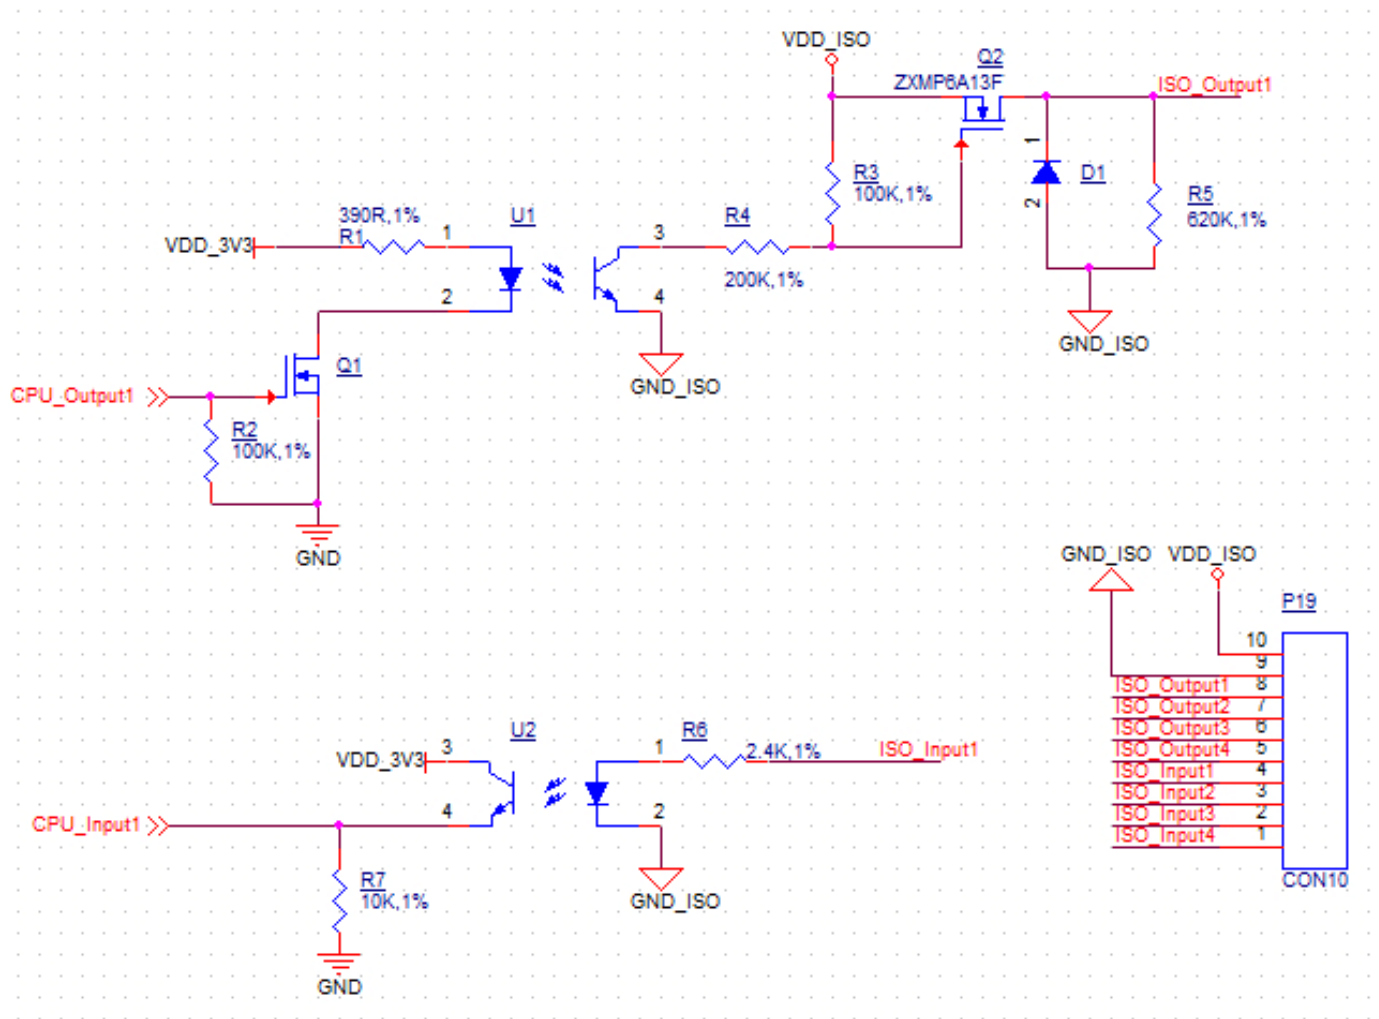 VDD_ISO
Q2
ZXMP6A13F
ISO_Output1
1
D1
2
R3
100K,1%
R5
620K,1%
390R,1%
R1
VDD_3V3
1
U1
3
R4
200K,1%
2
4
GND_ISO
GND_ISO
Q1
CPU_Output1
R2
100K,1%
GND
GND_ISO
VDD_ISO
P19
10
9
ISO_Output1 8
ISO_Output2 7
ISO_Output3 6
ISO_Output4 5
ISO_Input1 4
ISO_Input2 3
ISO_Input3 2
ISO_Input4 1
CON10
U2
VDD_3V3
3
4
1
R6
2.4K,1%
ISO_Input1
2
GND_ISO
CPU_Input1
R7
10K,1%
GND